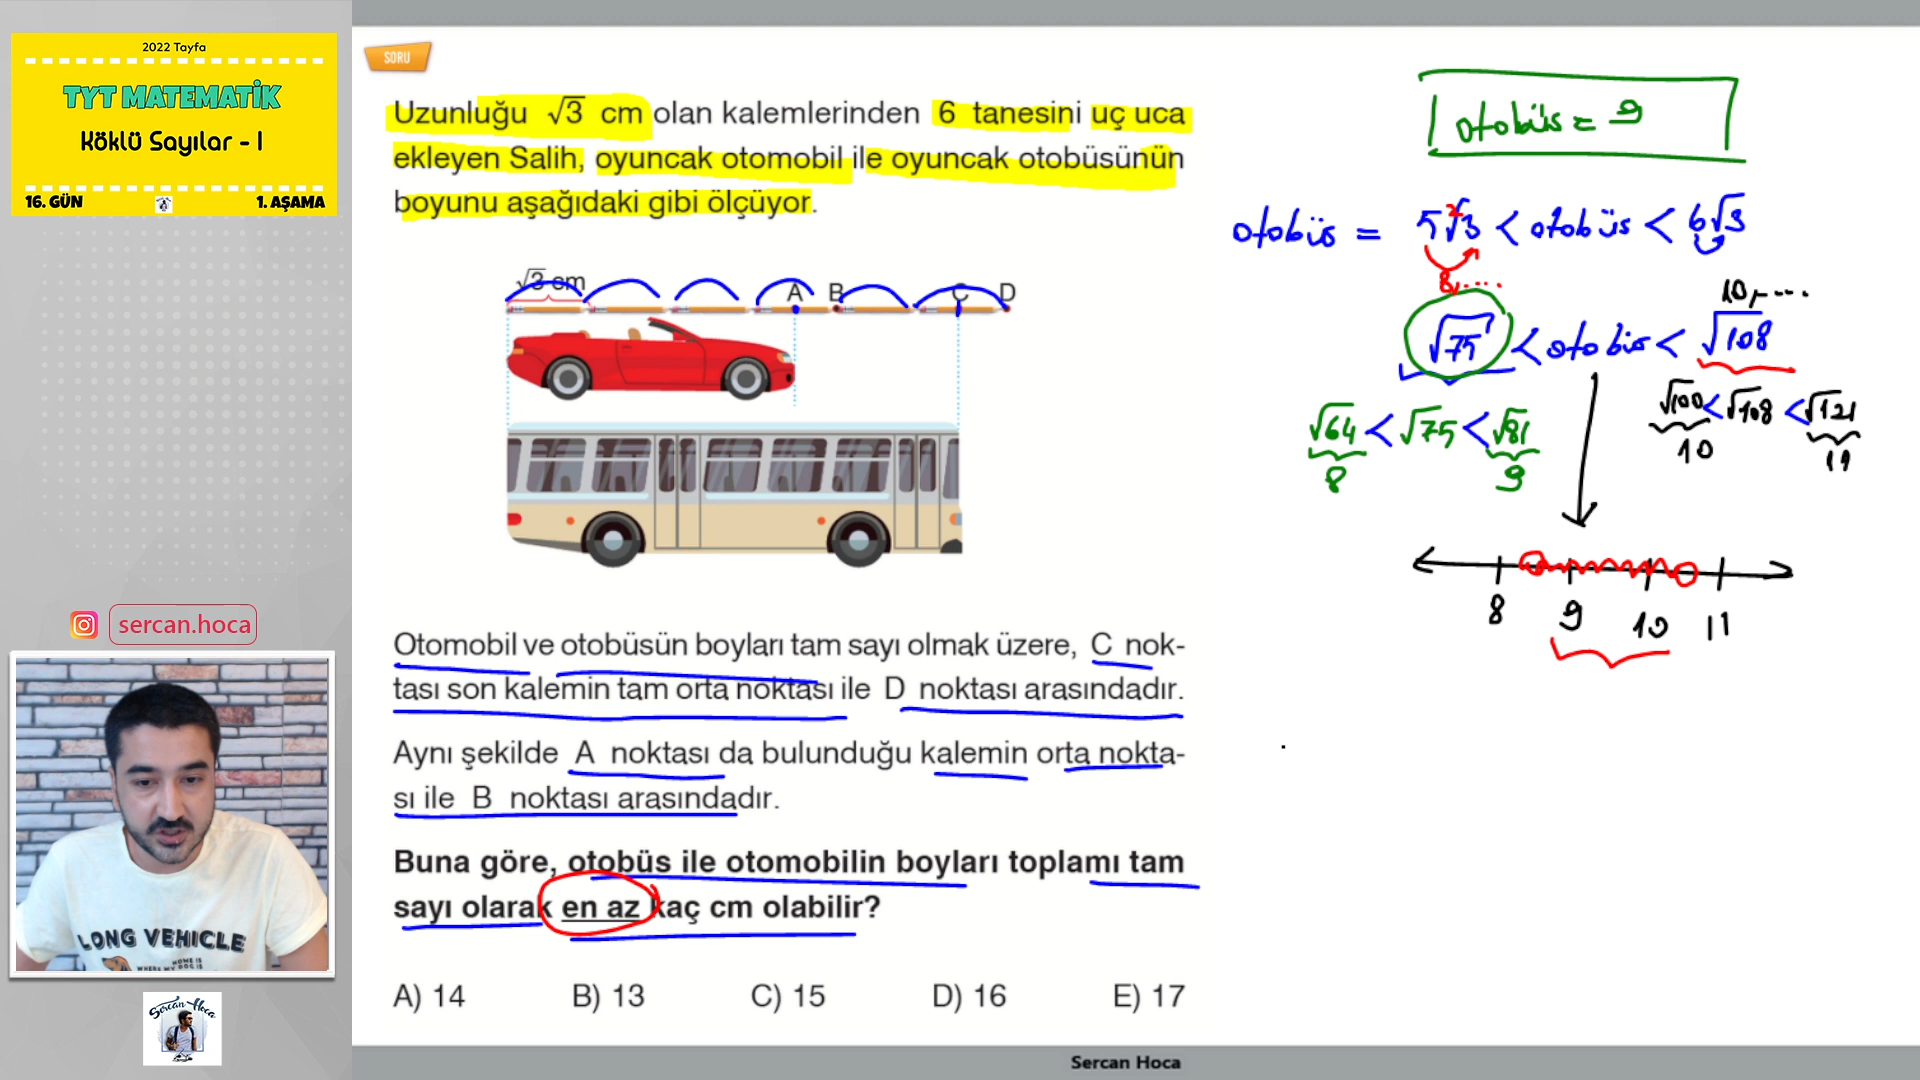 2022 Tayfa
TYT MATEMATİK
Köklü Sayılar - I
16. GÜN
1. AŞAMA
sercan.hoca
LONG VEHICLE
Sercan Hoca
SORU
Uzunluğu √3 cm olan kalemlerinden 6 tanesini uç uca
ekleyen Salih, oyuncak otomobil ile oyuncak otobüsünün
boyunu aşağıdaki gibi ölçüyor.
√3 cm
A B C D
Otomobil ve otobüsün boyları tam sayı olmak üzere, C nok-
tası son kalemin tam orta noktası ile D noktası arasındadır.
Aynı şekilde A noktası da bulunduğu kalemin orta nokta-
sı ile B noktası arasındadır.
Buna göre, otobüs ile otomobilin boyları toplamı tam
sayı olarak en az kaç cm olabilir?
A) 14 B) 13 C) 15 D) 16 E) 17
otobüs = 9
otobüs = 5√3 < otobüs < 6√3
8,....
10,....
√75 < otobüs < √108
√64 < √75 < √81
8 9
√100 < √108 < √121
10 11
8 9 10 11
Sercan Hoca